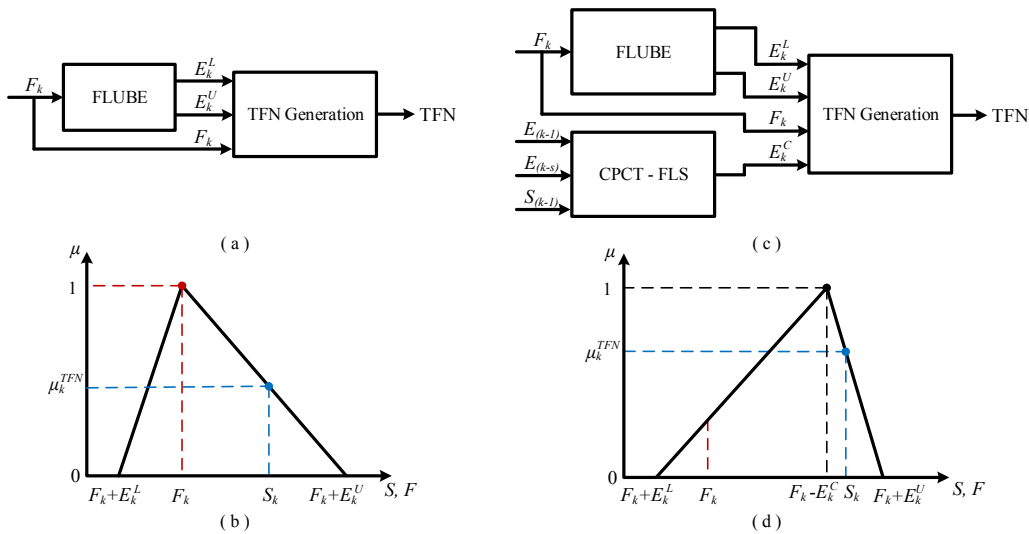 F_k
FLUBE
E_k^L
E_k^U
F_k
TFN Generation
TFN
( a )
F_k
FLUBE
E_(k-1)
E_(k-s)
S_(k-1)
CPCT - FLS
E_k^L
E_k^U
F_k
E_k^C
TFN Generation
TFN
( c )
μ
1
μ_k^TFN
0
F_k+E_k^L
F_k
S_k
F_k+E_k^U
S, F
( b )
μ
1
μ_k^TFN
0
F_k+E_k^L
F_k
F_k-E_k^C
S_k
F_k+E_k^U
S, F
( d )